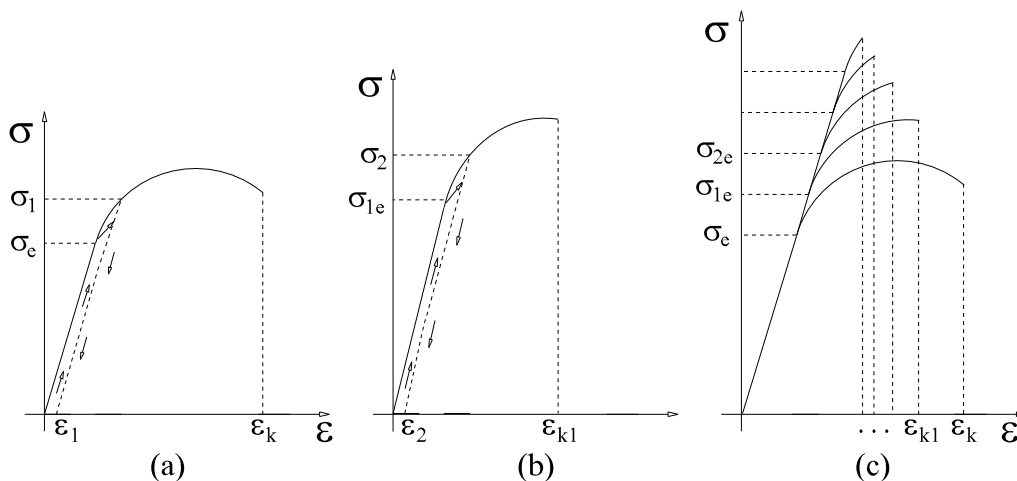 σ
σ₁
σₑ
ε₁
εₖ
ε
(a)
σ
σ₂
σ₁ₑ
ε₂
εₖ₁
(b)
σ
σ₂ₑ
σ₁ₑ
σₑ
. . .
εₖ₁
εₖ
ε
(c)